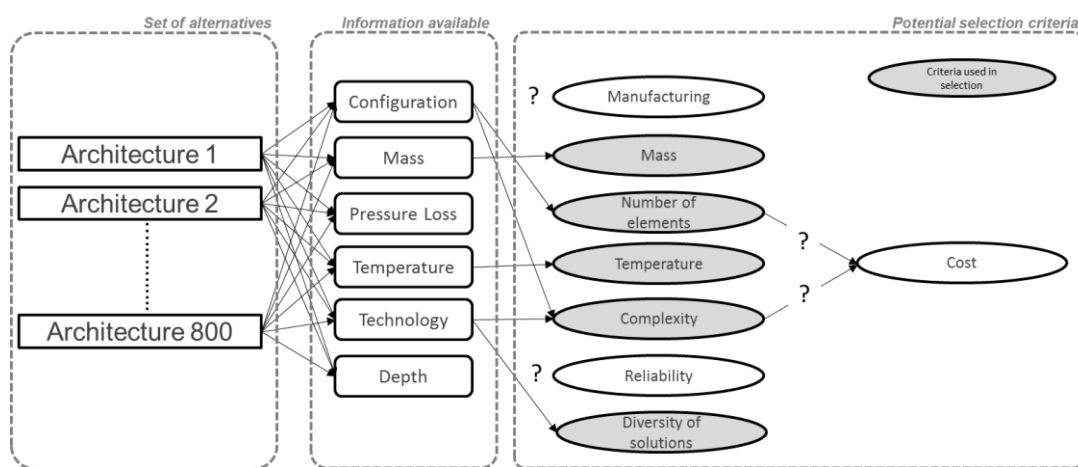 Set of alternatives
Information available
Potential selection criteria
Architecture 1
Architecture 2
Architecture 800
Configuration
Mass
Pressure Loss
Temperature
Technology
Depth
?
Manufacturing
Mass
Number of
elements
Temperature
Complexity
?
Reliability
Diversity of
solutions
?
?
Cost
Criteria used in
selection